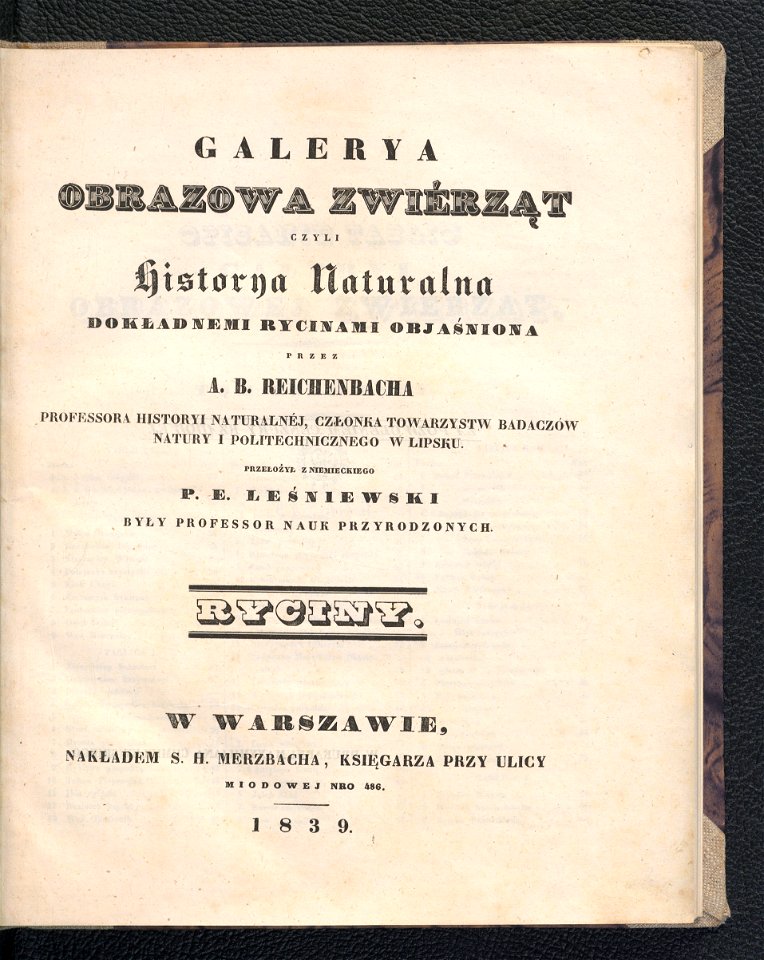 GALERYA
OBRAZOWA ZWIÉRZĄT
CZYLI
Historya Naturalna
DOKŁADNEMI RYCINAMI OBJAŚNIONA
PRZEZ
A. B. REICHENBACHA
PROFESSORA HISTORYI NATURALNÉJ, CZŁONKA TOWARZYSTW BADACZÓW
NATURY I POLITECHNICZNEGO W LIPSKU.
PRZEŁOŻYŁ Z NIEMIECKIEGO
P. E. LEŚNIEWSKI
BYŁY PROFESSOR NAUK PRZYRODZONYCH.
RYCINY.
W WARSZAWIE,
NAKŁADEM S. H. MERZBACHA, KSIĘGARZA PRZY ULICY
MIODOWEJ NRO 486.
1839.